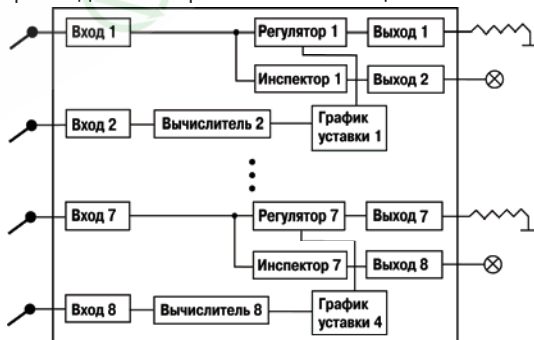 Вход 1 Регулятор 1 Выход 1
Инспектор 1 Выход 2
Вход 2 Вычислитель 2 График
уставки 1
Вход 7 Регулятор 7 Выход 7
Инспектор 7 Выход 8
Вход 8 Вычислитель 8 График
уставки 4